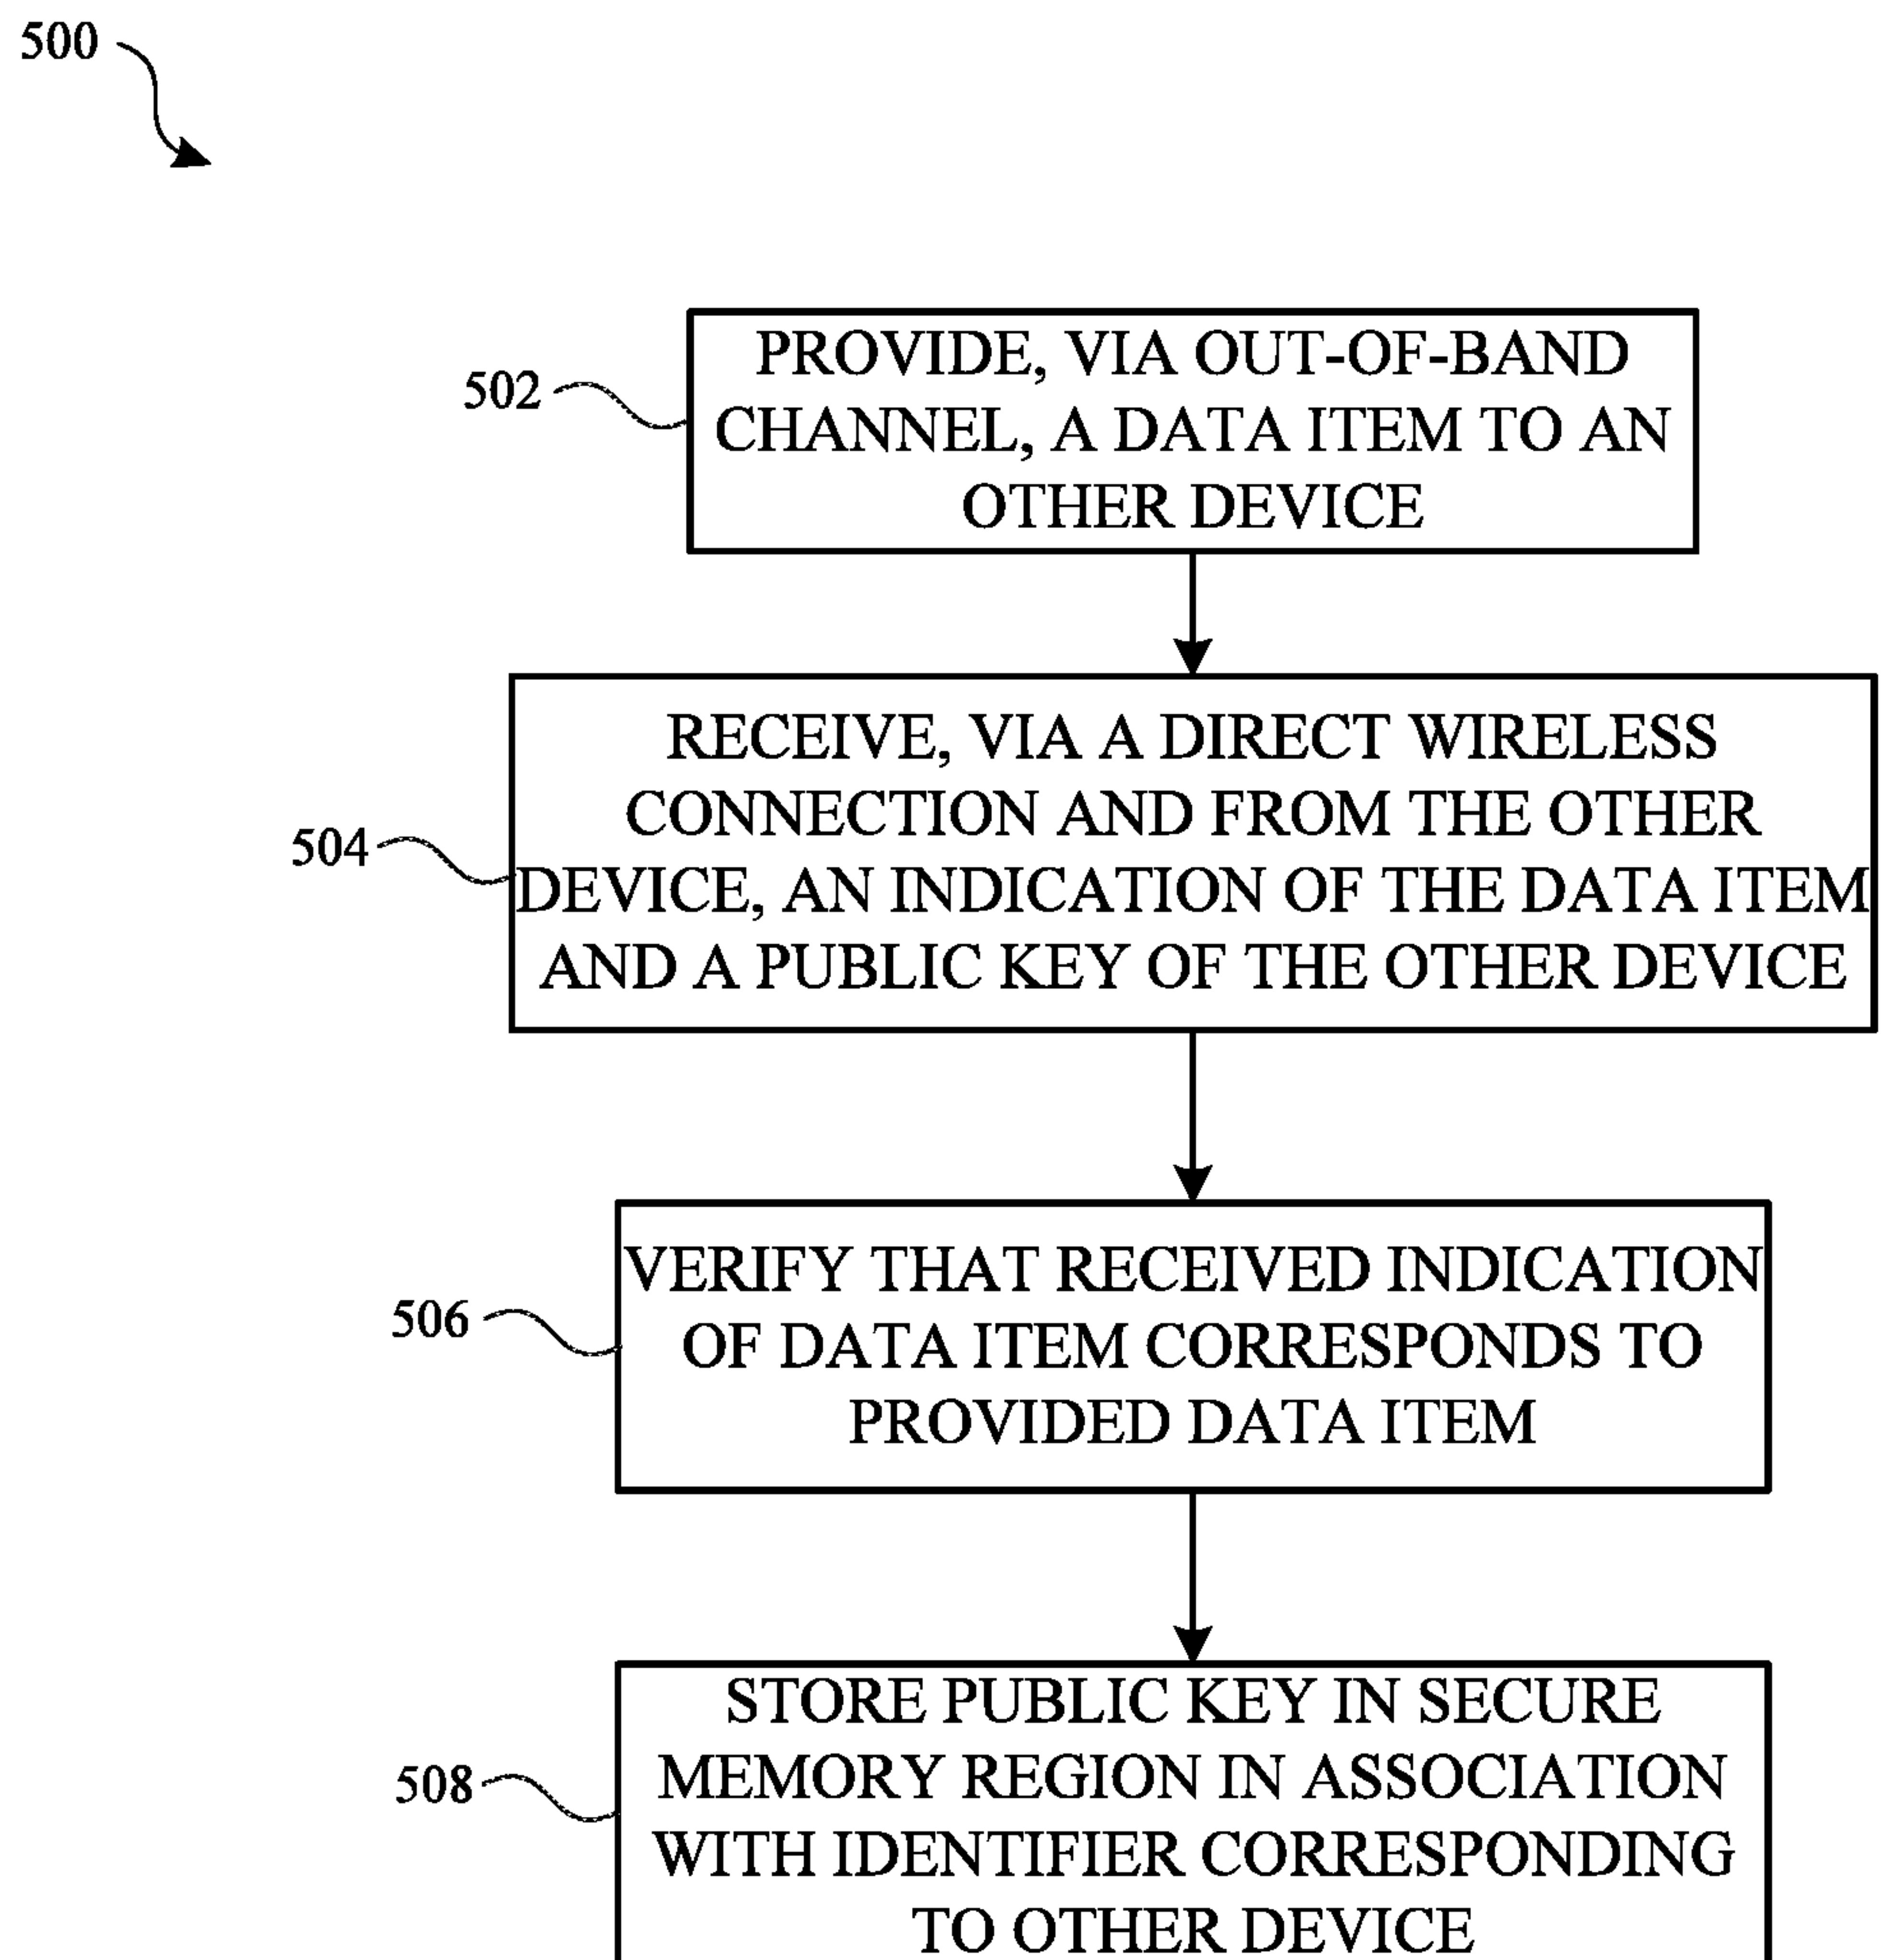 500
502
PROVIDE, VIA OUT-OF-BAND
CHANNEL, A DATA ITEM TO AN
OTHER DEVICE
504
RECEIVE, VIA A DIRECT WIRELESS
CONNECTION AND FROM THE OTHER
DEVICE, AN INDICATION OF THE DATA ITEM
AND A PUBLIC KEY OF THE OTHER DEVICE
506
VERIFY THAT RECEIVED INDICATION
OF DATA ITEM CORRESPONDS TO
PROVIDED DATA ITEM
508
STORE PUBLIC KEY IN SECURE
MEMORY REGION IN ASSOCIATION
WITH IDENTIFIER CORRESPONDING
TO OTHER DEVICE